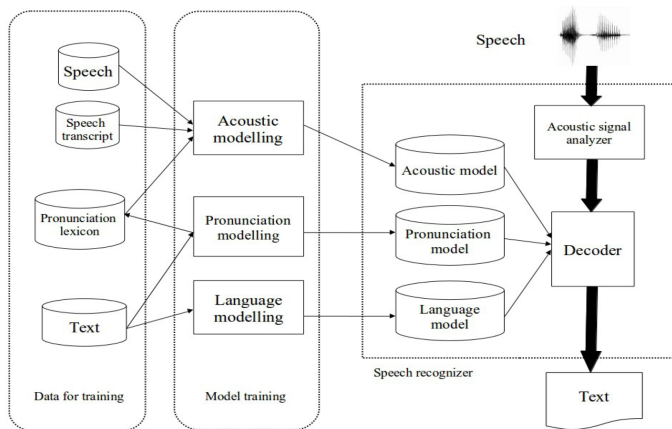 Speech
Speech
transcript
Pronunciation
lexicon
Text
Data for training
Acoustic
modelling
Pronunciation
modelling
Language
modelling
Model training
Speech
Acoustic signal
analyzer
Acoustic model
Pronunciation
model
Language
model
Decoder
Speech recognizer
Text